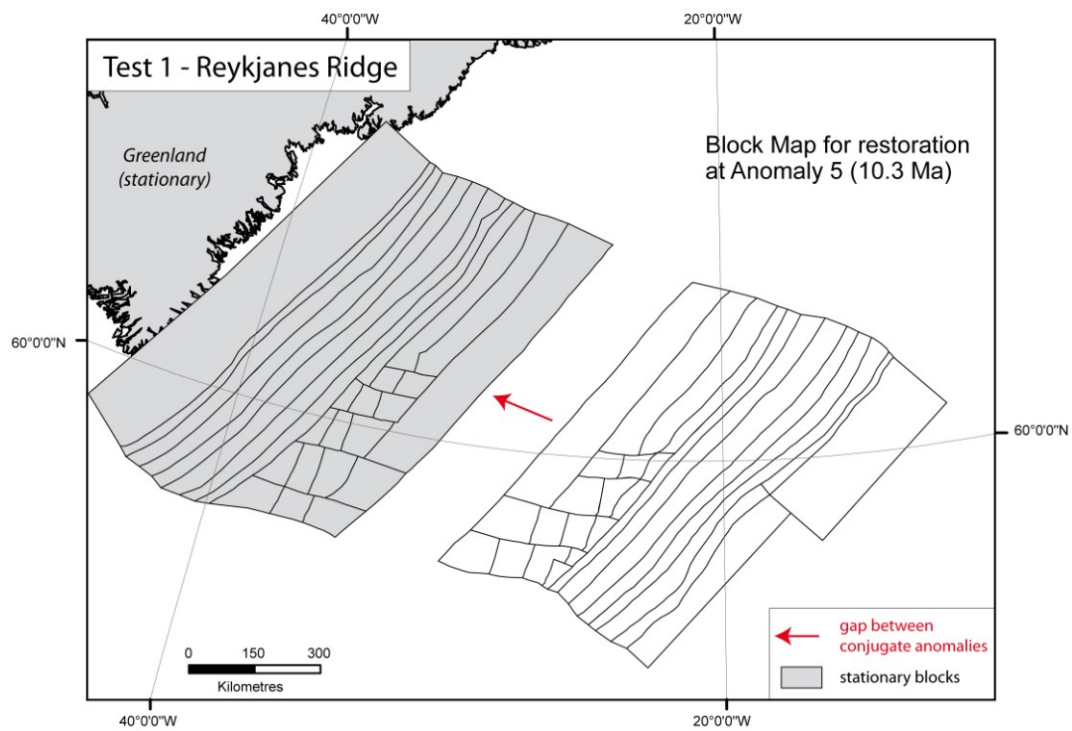 40°0'0"W
20°0'0"W
Test 1 - Reykjanes Ridge
Greenland
(stationary)
Block Map for restoration
at Anomaly 5 (10.3 Ma)
60°0'0"N
60°0'0"N
0 150 300
Kilometres
gap between
conjugate anomalies
stationary blocks
40°0'0"W
20°0'0"W